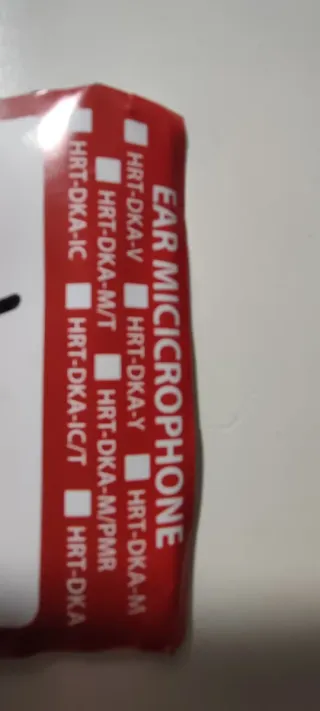 EAR MICICROPHONE
HRT-DKA-V HRT-DKA-Y HRT-DKA-M
HRT-DKA-M/T HRT-DKA-M/PMR
HRT-DKA-IC HRT-DKA-IC/T HRT-DKA